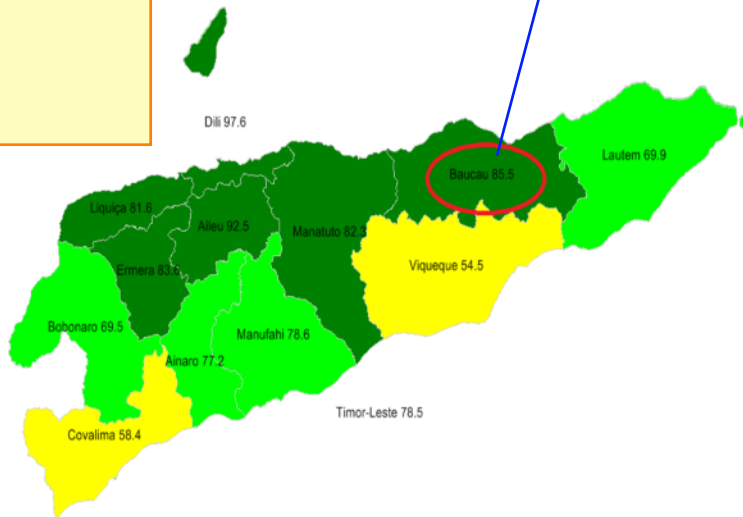 Dili 97.6
Lautem 69.9
Baucau 85.5
Liquiça 81.6
Aileu 92.5
Manatuto 82.3
Ermera 83.6
Viqueque 54.5
Bobonaro 69.5
Manufahi 78.6
Ainaro 77.2
Timor-Leste 78.5
Covalima 58.4